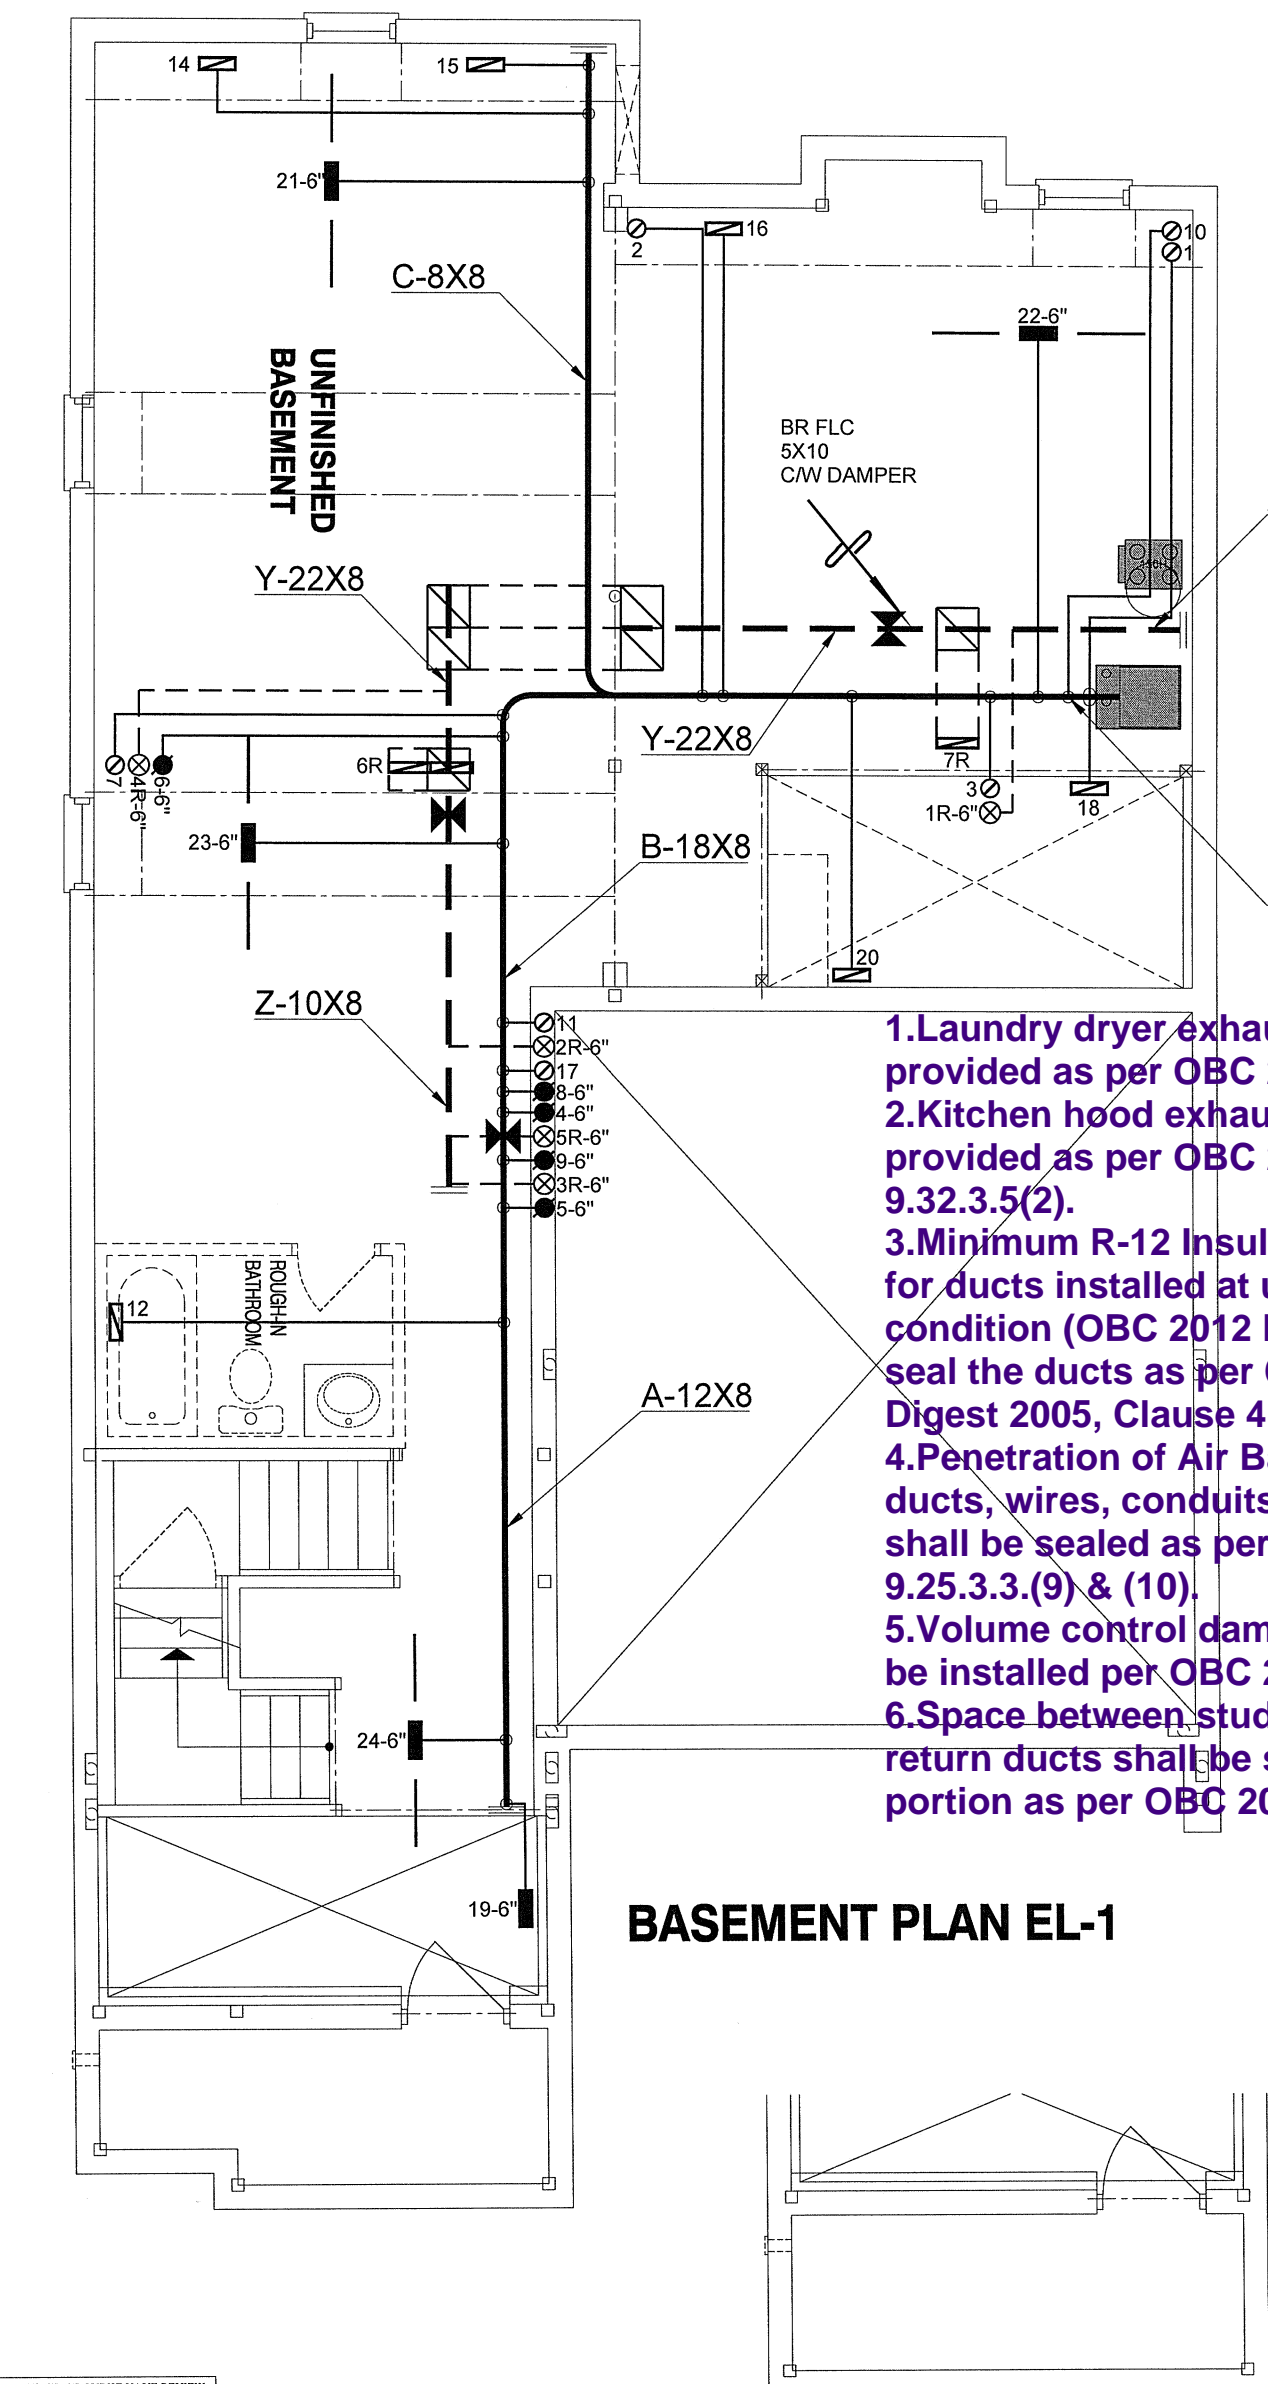 14
15
21-6"
C-8X8
2
16
10
1
22-6"
UNFINISHED
BASEMENT
BR FLC
5X10
C/W DAMPER
Y-22X8
Y-22X8
6R
7R
7
4R-6"
6-6"
3
1R-6"
18
23-6"
B-18X8
20
Z-10X8
11
2R-6"
17
8-6"
4-6"
5R-6"
9-6"
3R-6"
5-6"
1.Laundry dryer exhau
provided as per OBC
2.Kitchen hood exhau
provided as per OBC
9.32.3.5(2).
3.Minimum R-12 Insul
for ducts installed at u
condition (OBC 2012
seal the ducts as per
Digest 2005, Clause 4
4.Penetration of Air Ba
ducts, wires, conduits
shall be sealed as per
9.25.3.3.(9) & (10).
5.Volume control dam
be installed per OBC 2
6.Space between stud
return ducts shall be s
portion as per OBC 20
ROUGH-IN
BATHROOM
12
A-12X8
24-6"
19-6"
BASEMENT PLAN EL-1